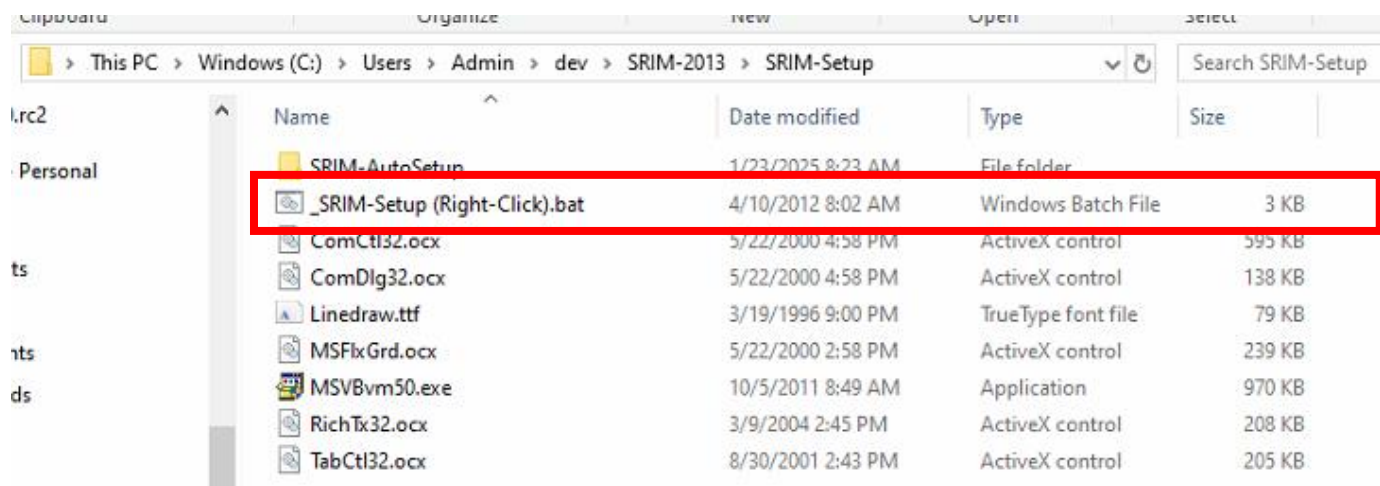 Clipboard Organize New Open Select
This PC > Windows (C:) > Users > Admin > dev > SRIM-2013 > SRIM-Setup Search SRIM-Setup
.rc2 Name Date modified Type Size
Personal SRIM-AutoSetup 1/23/2025 8:23 AM File folder
_SRIM-Setup (Right-Click).bat 4/10/2012 8:02 AM Windows Batch File 3 KB
ComCtl32.ocx 5/22/2000 4:58 PM ActiveX control 595 KB
ts ComDlg32.ocx 5/22/2000 4:58 PM ActiveX control 138 KB
Linedraw.ttf 3/19/1996 9:00 PM TrueType font file 79 KB
nts MSFlxGrd.ocx 5/22/2000 2:58 PM ActiveX control 239 KB
ds MSVBvm50.exe 10/5/2011 8:49 AM Application 970 KB
RichTx32.ocx 3/9/2004 2:45 PM ActiveX control 208 KB
TabCtl32.ocx 8/30/2001 2:43 PM ActiveX control 205 KB